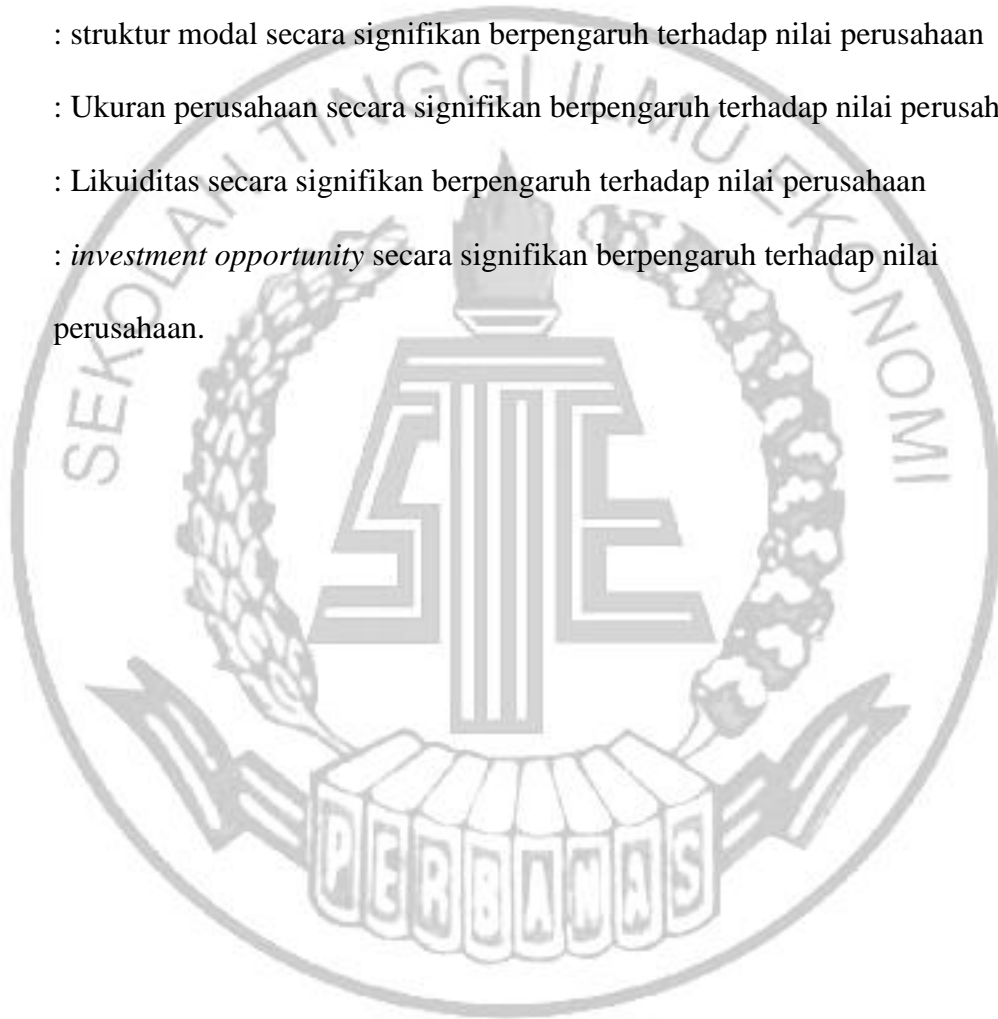 : struktur modal secara signifikan berpengaruh terhadap nilai perusahaan
: Ukuran perusahaan secara signifikan berpengaruh terhadap nilai perusah
: Likuiditas secara signifikan berpengaruh terhadap nilai perusahaan
: investment opportunity secara signifikan berpengaruh terhadap nilai
perusahaan.
SEKOLAH TINGGI ILMU EKONOMI
STIE
PERBANAS